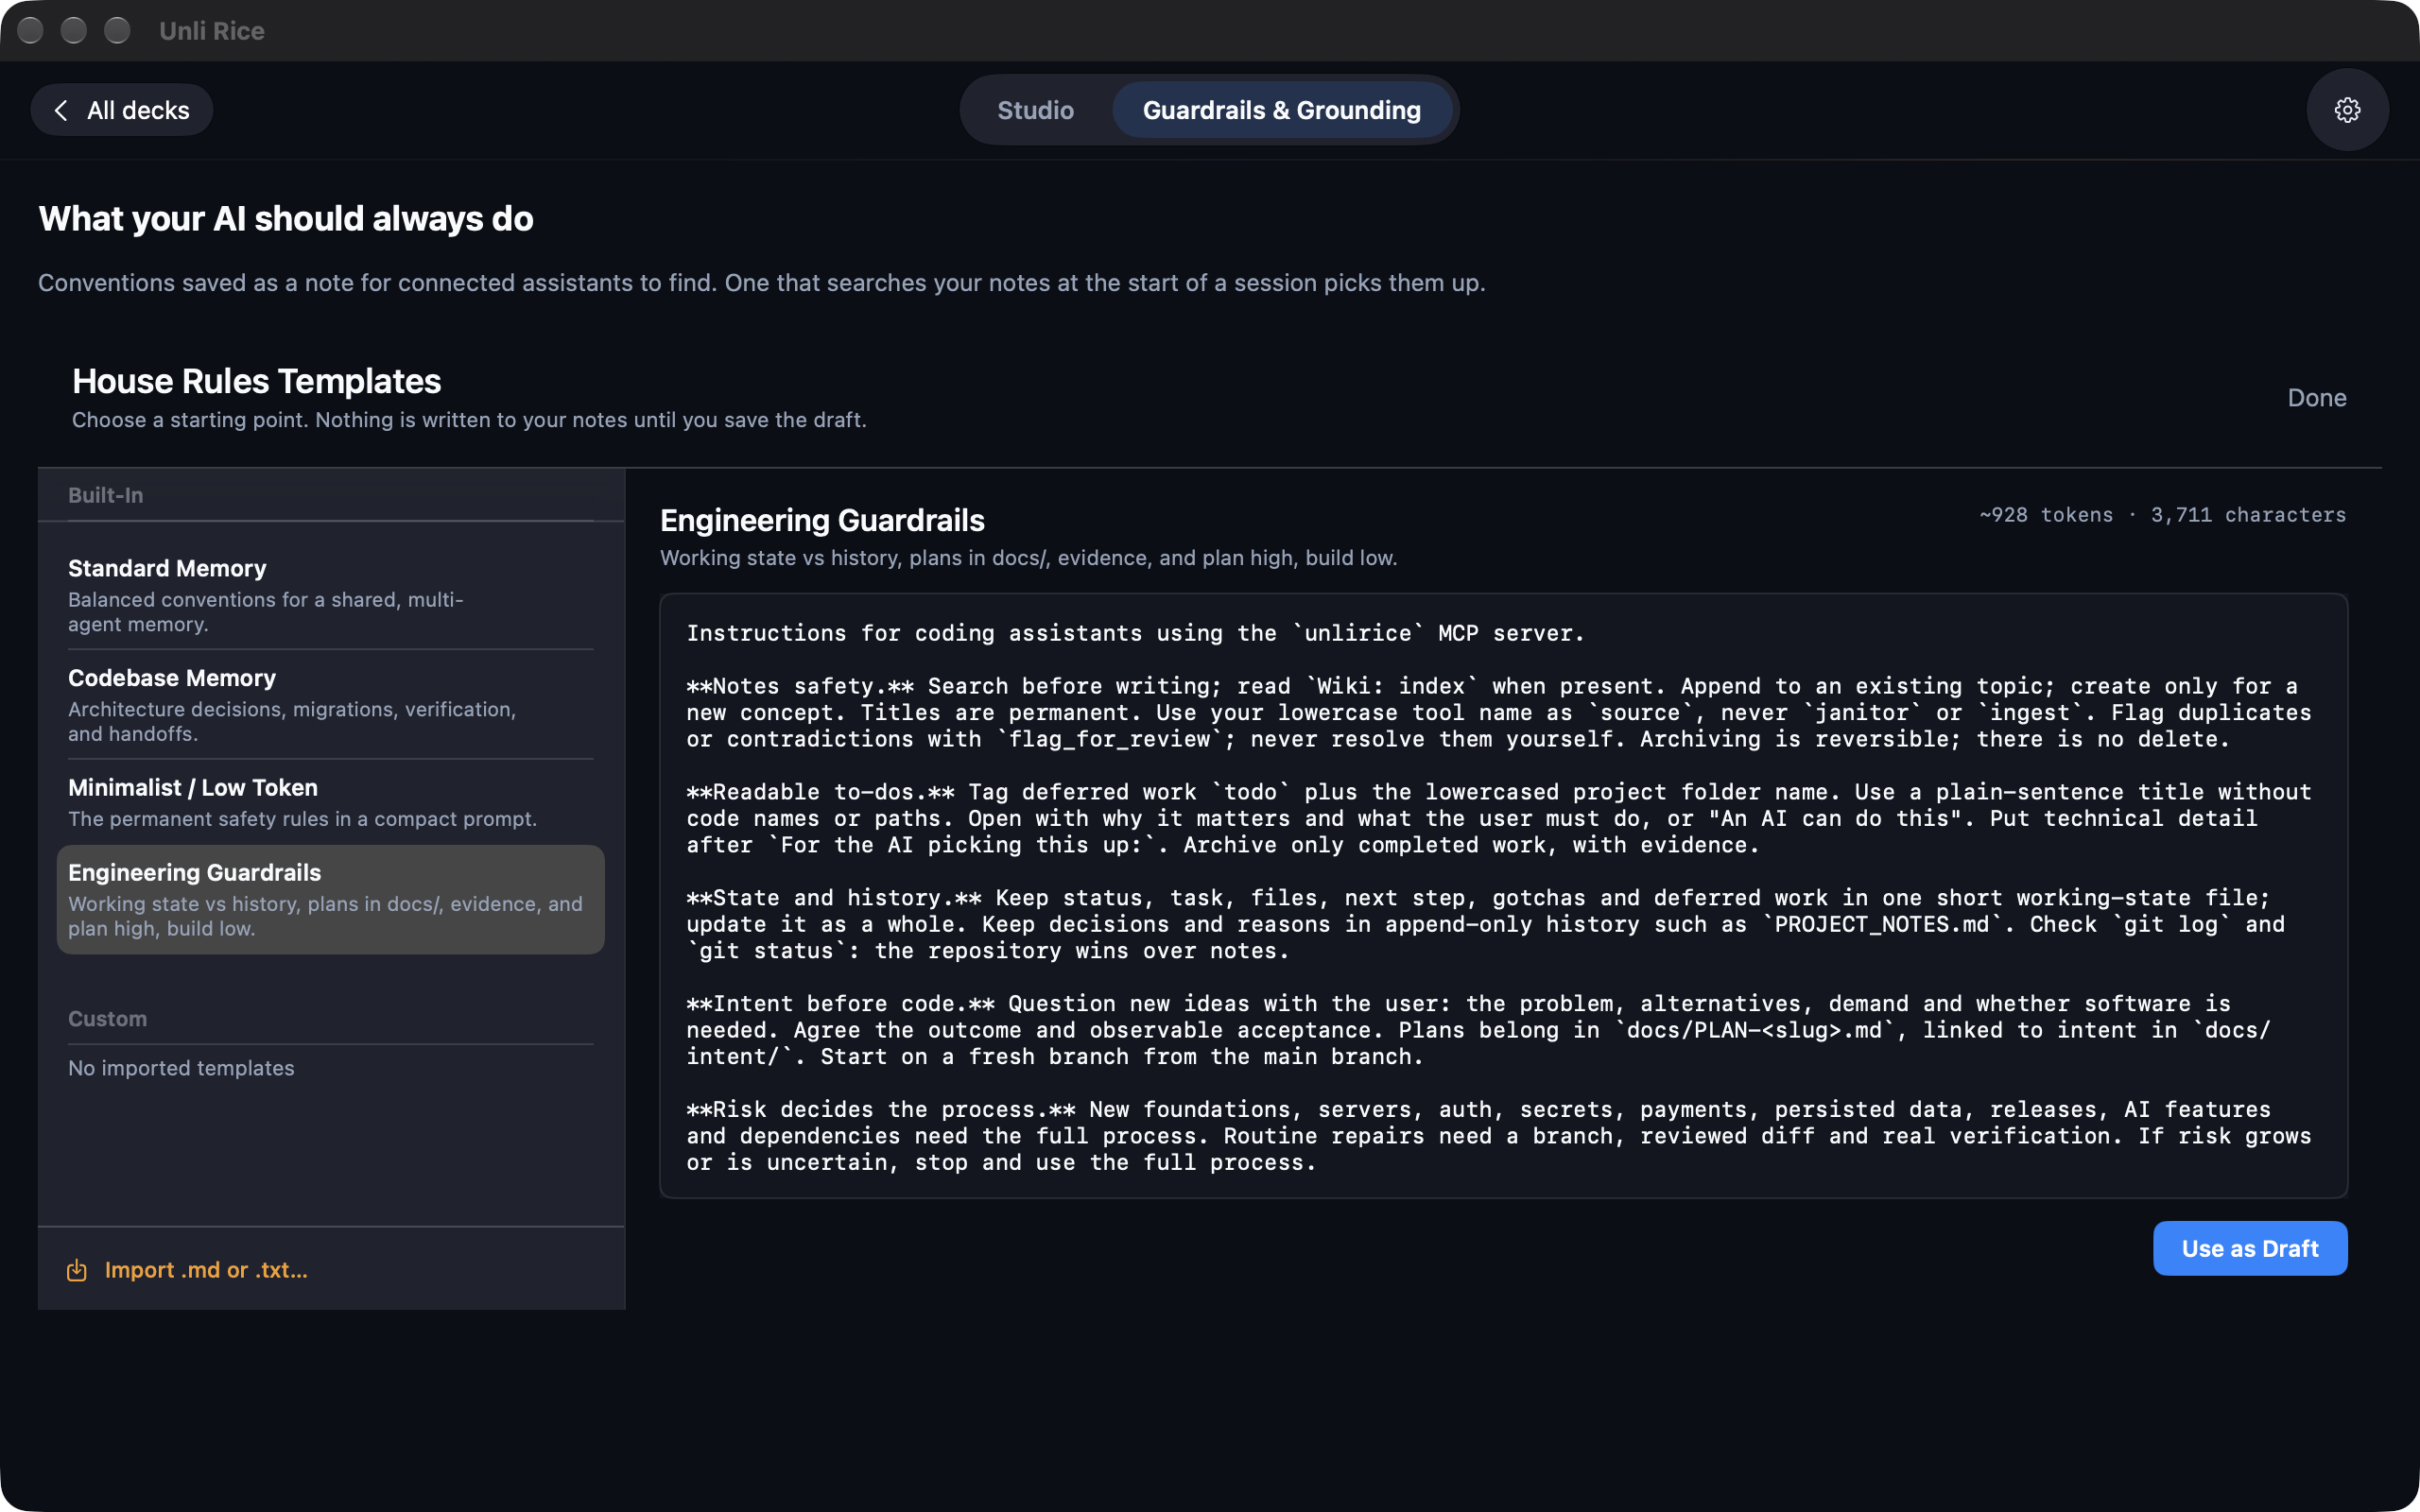 Unli Rice
All decks
Studio
Guardrails & Grounding
What your AI should always do
Conventions saved as a note for connected assistants to find. One that searches your notes at the start of a session picks them up.
House Rules Templates
Choose a starting point. Nothing is written to your notes until you save the draft.
Done
Built-In
Standard Memory
Balanced conventions for a shared, multi-
agent memory.
Codebase Memory
Architecture decisions, migrations, verification,
and handoffs.
Minimalist / Low Token
The permanent safety rules in a compact prompt.
Engineering Guardrails
Working state vs history, plans in docs/, evidence, and
plan high, build low.
Custom
No imported templates
Import .md or .txt...
Engineering Guardrails
~928 tokens · 3,711 characters
Working state vs history, plans in docs/, evidence, and plan high, build low.
Instructions for coding assistants using the `unlirice` MCP server.
**Notes safety.** Search before writing; read `Wiki: index` when present. Append to an existing topic; create only for a
new concept. Titles are permanent. Use your lowercase tool name as `source`, never `janitor` or `ingest`. Flag duplicates
or contradictions with `flag_for_review`; never resolve them yourself. Archiving is reversible; there is no delete.
**Readable to-dos.** Tag deferred work `todo` plus the lowercased project folder name. Use a plain-sentence title without
code names or paths. Open with why it matters and what the user must do, or "An AI can do this". Put technical detail
after `For the AI picking this up:`. Archive only completed work, with evidence.
**State and history.** Keep status, task, files, next step, gotchas and deferred work in one short working-state file;
update it as a whole. Keep decisions and reasons in append-only history such as `PROJECT_NOTES.md`. Check `git log` and
`git status`: the repository wins over notes.
**Intent before code.** Question new ideas with the user: the problem, alternatives, demand and whether software is
needed. Agree the outcome and observable acceptance. Plans belong in `docs/PLAN-<slug>.md`, linked to intent in `docs/
intent/`. Start on a fresh branch from the main branch.
**Risk decides the process.** New foundations, servers, auth, secrets, payments, persisted data, releases, AI features
and dependencies need the full process. Routine repairs need a branch, reviewed diff and real verification. If risk grows
or is uncertain, stop and use the full process.
Use as Draft